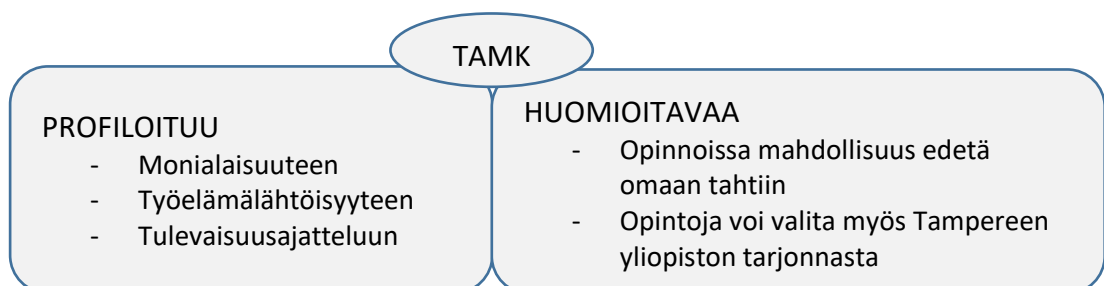 TAMK
PROFILOITUU
- Monialaisuuteen
- Työelämälähtöisyyteen
- Tulevaisuusajatteluun
HUOMIOITAVAA
- Opinnoissa mahdollisuus edetä
omaan tahtiin
- Opintoja voi valita myös Tampereen
yliopiston tarjonnasta